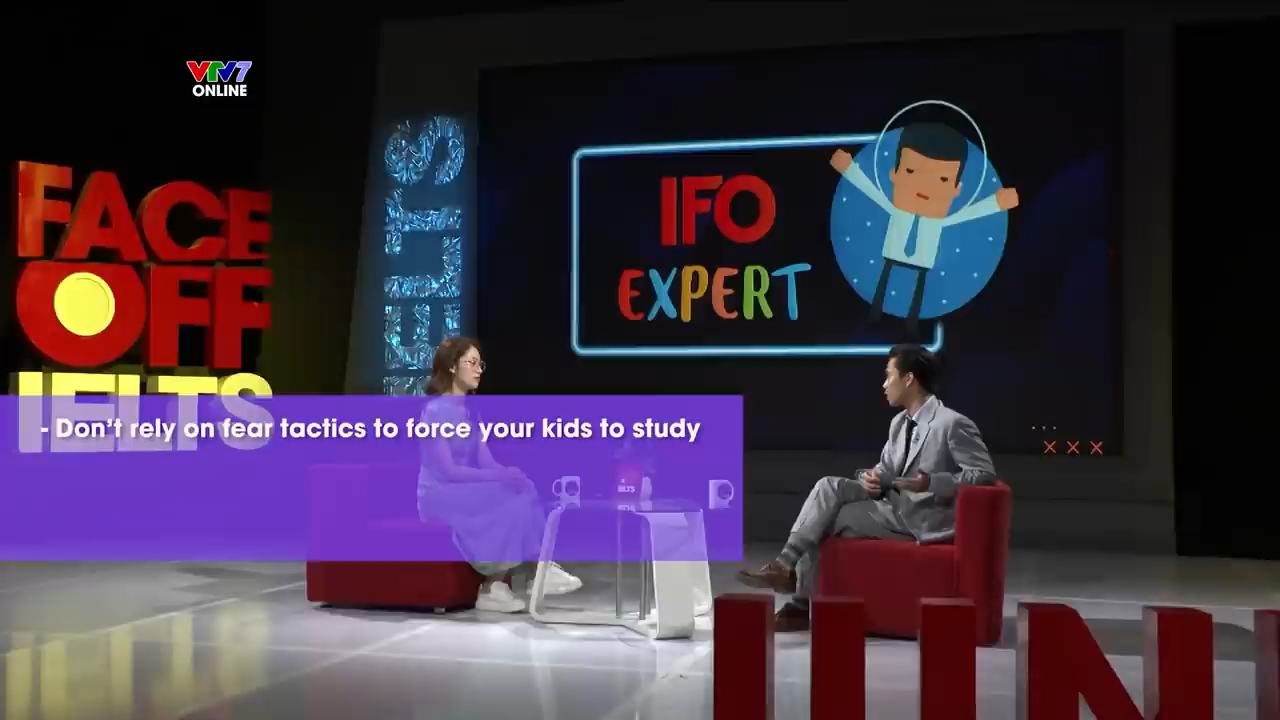 VTV7
ONLINE
FACE
OFF
IELTS
IELTS
IFO
EXPERT
- Don't rely on fear tactics to force your kids to study
IELTS